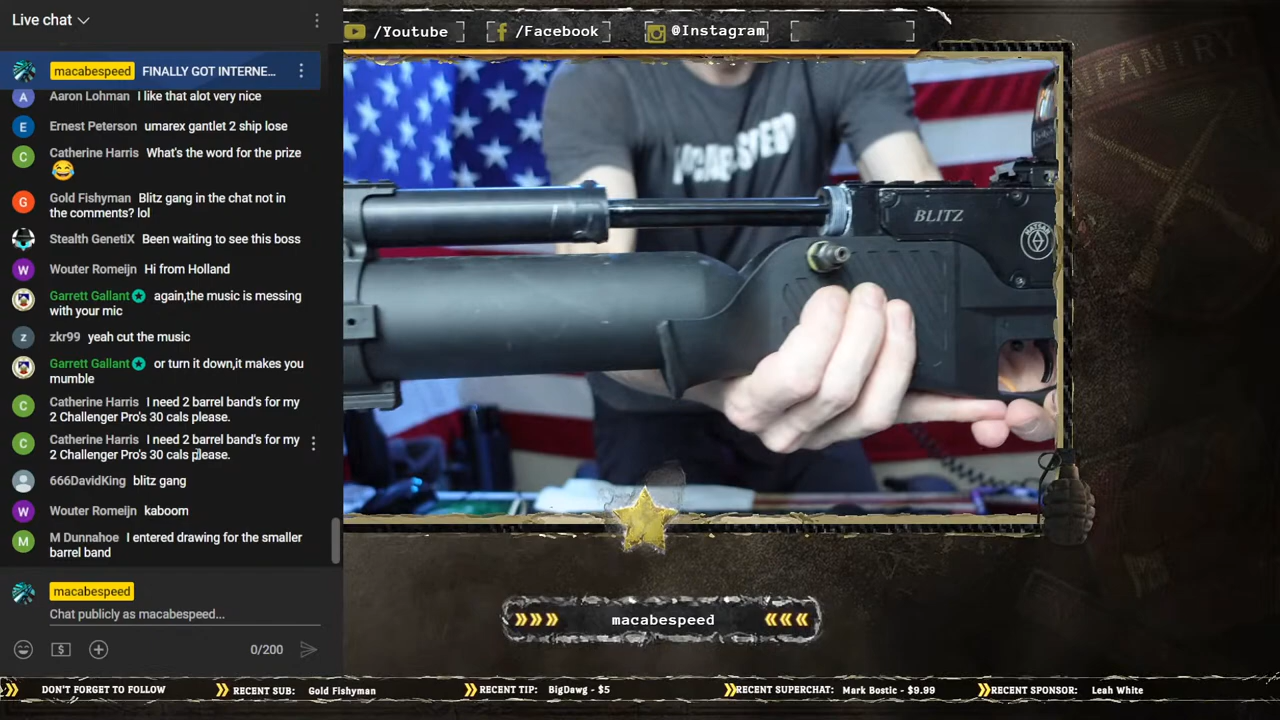 Live chat
macabespeed FINALLY GOT INTERNE...
Aaron Lohman I like that alot very nice
Ernest Peterson umarex gantlet 2 ship lose
Catherine Harris What's the word for the prize
😂
Gold Fishyman Blitz gang in the chat not in
the comments? lol
Stealth GenetiX Been waiting to see this boss
Wouter Romeijn Hi from Holland
Garrett Gallant again,the music is messing
with your mic
zkr99 yeah cut the music
Garrett Gallant or turn it down,it makes you
mumble
Catherine Harris I need 2 barrel band's for my
2 Challenger Pro's 30 cals please.
Catherine Harris I need 2 barrel band's for my
2 Challenger Pro's 30 cals please.
666DavidKing blitz gang
Wouter Romeijn kaboom
M Dunnahoe I entered drawing for the smaller
barrel band
macabespeed
Chat publicly as macabespeed...
0/200
/Youtube
/Facebook
@Instagram
INFANTRY
BLITZ
HATSAN
macabespeed
DON'T FORGET TO FOLLOW
RECENT SUB: Gold Fishyman
RECENT TIP: BigDawg - $5
RECENT SUPERCHAT: Mark Bostic - $9.99
RECENT SPONSOR: Leah White